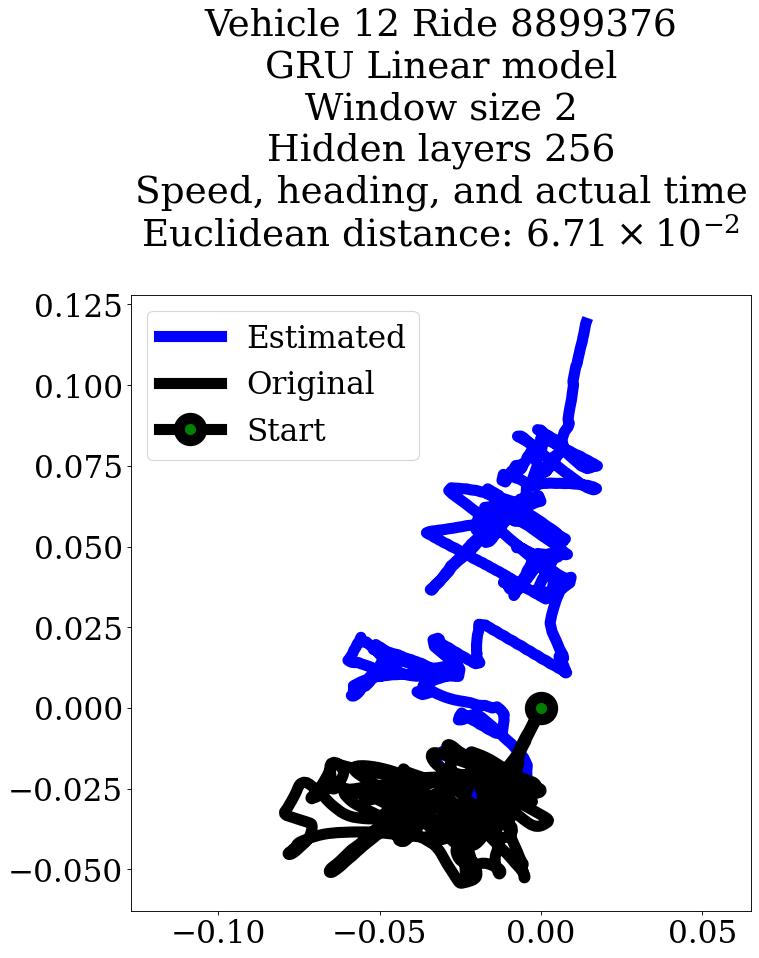 Vehicle 12 Ride 8899376
GRU Linear model
Window size 2
Hidden layers 256
Speed, heading, and actual time
Euclidean distance: 6.71 × 10⁻²
0.125
Estimated
0.100
Original
Start
0.075
0.050
0.025
0.000
−0.025
−0.050
−0.10 −0.05 0.00 0.05